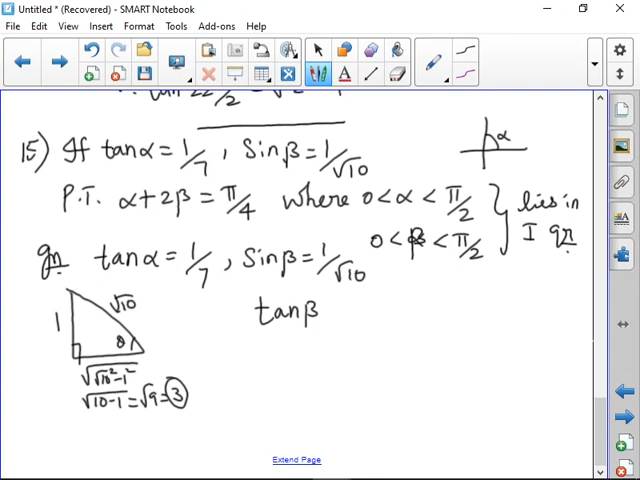 Untitled * (Recovered) - SMART Notebook
File Edit View Insert Format Tools Add-ons Help
15) If tanα = 1/7 , Sinβ = 1/√10
α
P.T. α + 2β = π/4 where 0 < α < π/2 } lies in
0 < β < π/2 I qn
gn tanα = 1/7 , Sinβ = 1/√10
√10
1
θ
tanβ
√(√10² - 1²)
√10-1 = √9 = 3
Extend Page